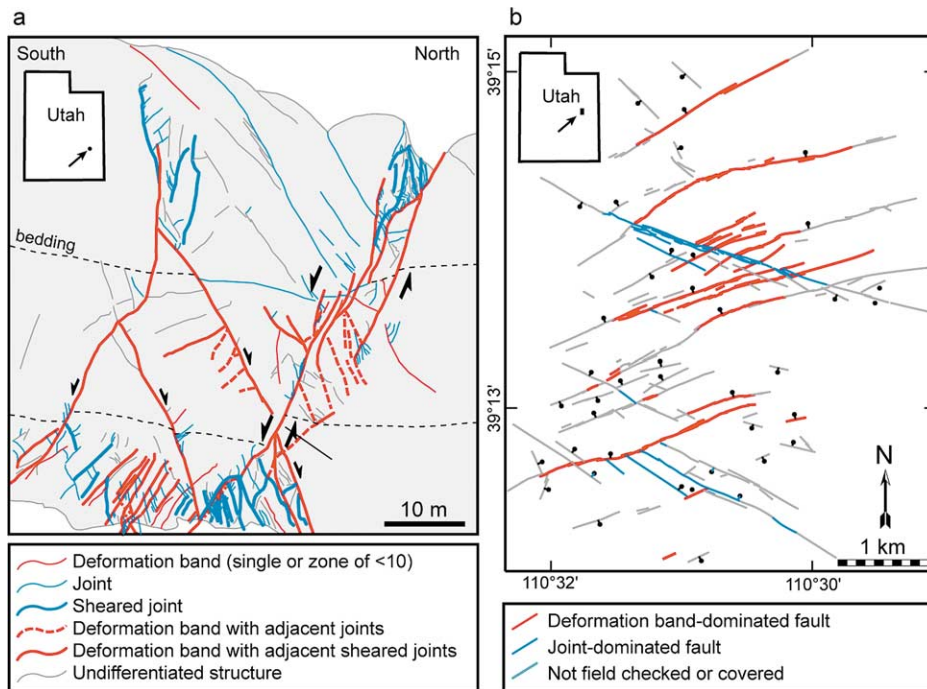 a
South
North
Utah
bedding
10 m
Deformation band (single or zone of <10)
Joint
Sheared joint
Deformation band with adjacent joints
Deformation band with adjacent sheared joints
Undifferentiated structure
b
Utah
39°15'
39°13'
N
1 km
110°32'
110°30'
Deformation band-dominated fault
Joint-dominated fault
Not field checked or covered